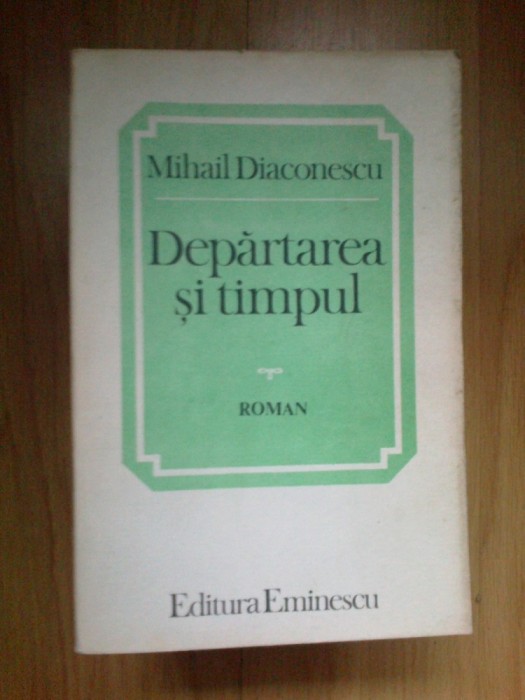 Mihail Diaconescu
Depărtarea
și timpul
ROMAN
Editura Eminescu